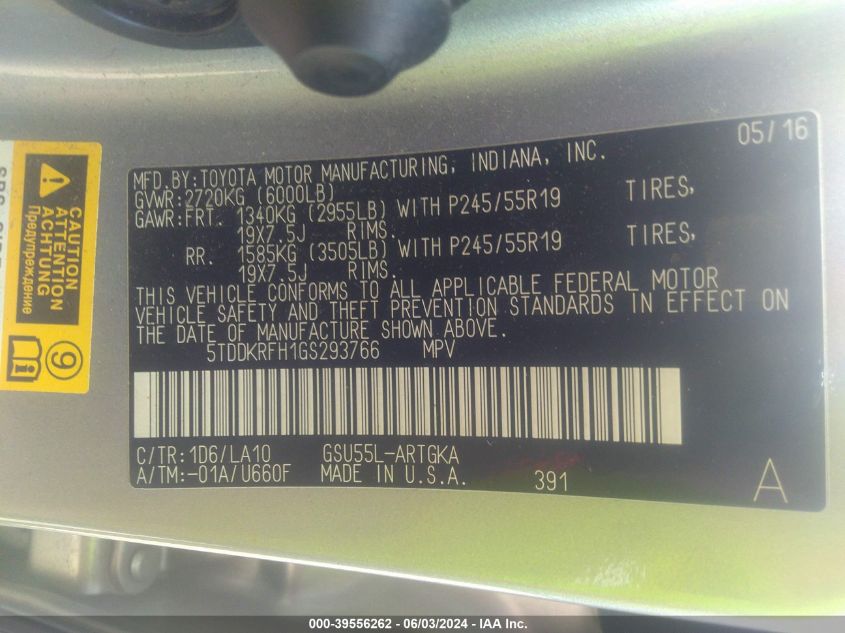 05/16
MFD.BY:TOYOTA MOTOR MANUFACTURING, INDIANA, INC.
GVWR:2720KG (6000LB)
GAWR:FRT. 1340KG (2955LB) WITH P245/55R19 TIRES,
19X7.5J RIMS.
RR. 1585KG (3505LB) WITH P245/55R19 TIRES,
19X7.5J RIMS.
THIS VEHICLE CONFORMS TO ALL APPLICABLE FEDERAL MOTOR
VEHICLE SAFETY AND THEFT PREVENTION STANDARDS IN EFFECT ON
THE DATE OF MANUFACTURE SHOWN ABOVE.
5TDDKRFH1GS293766 MPV
C/TR:1D6/LA10 GSU55L-ARTGKA
A/TM:-01A/U660F MADE IN U.S.A. 391 A
CAUTION
ATTENTION
ACHTUNG
Предупреждение
9
000-39556262 - 06/03/2024 - IAA Inc.